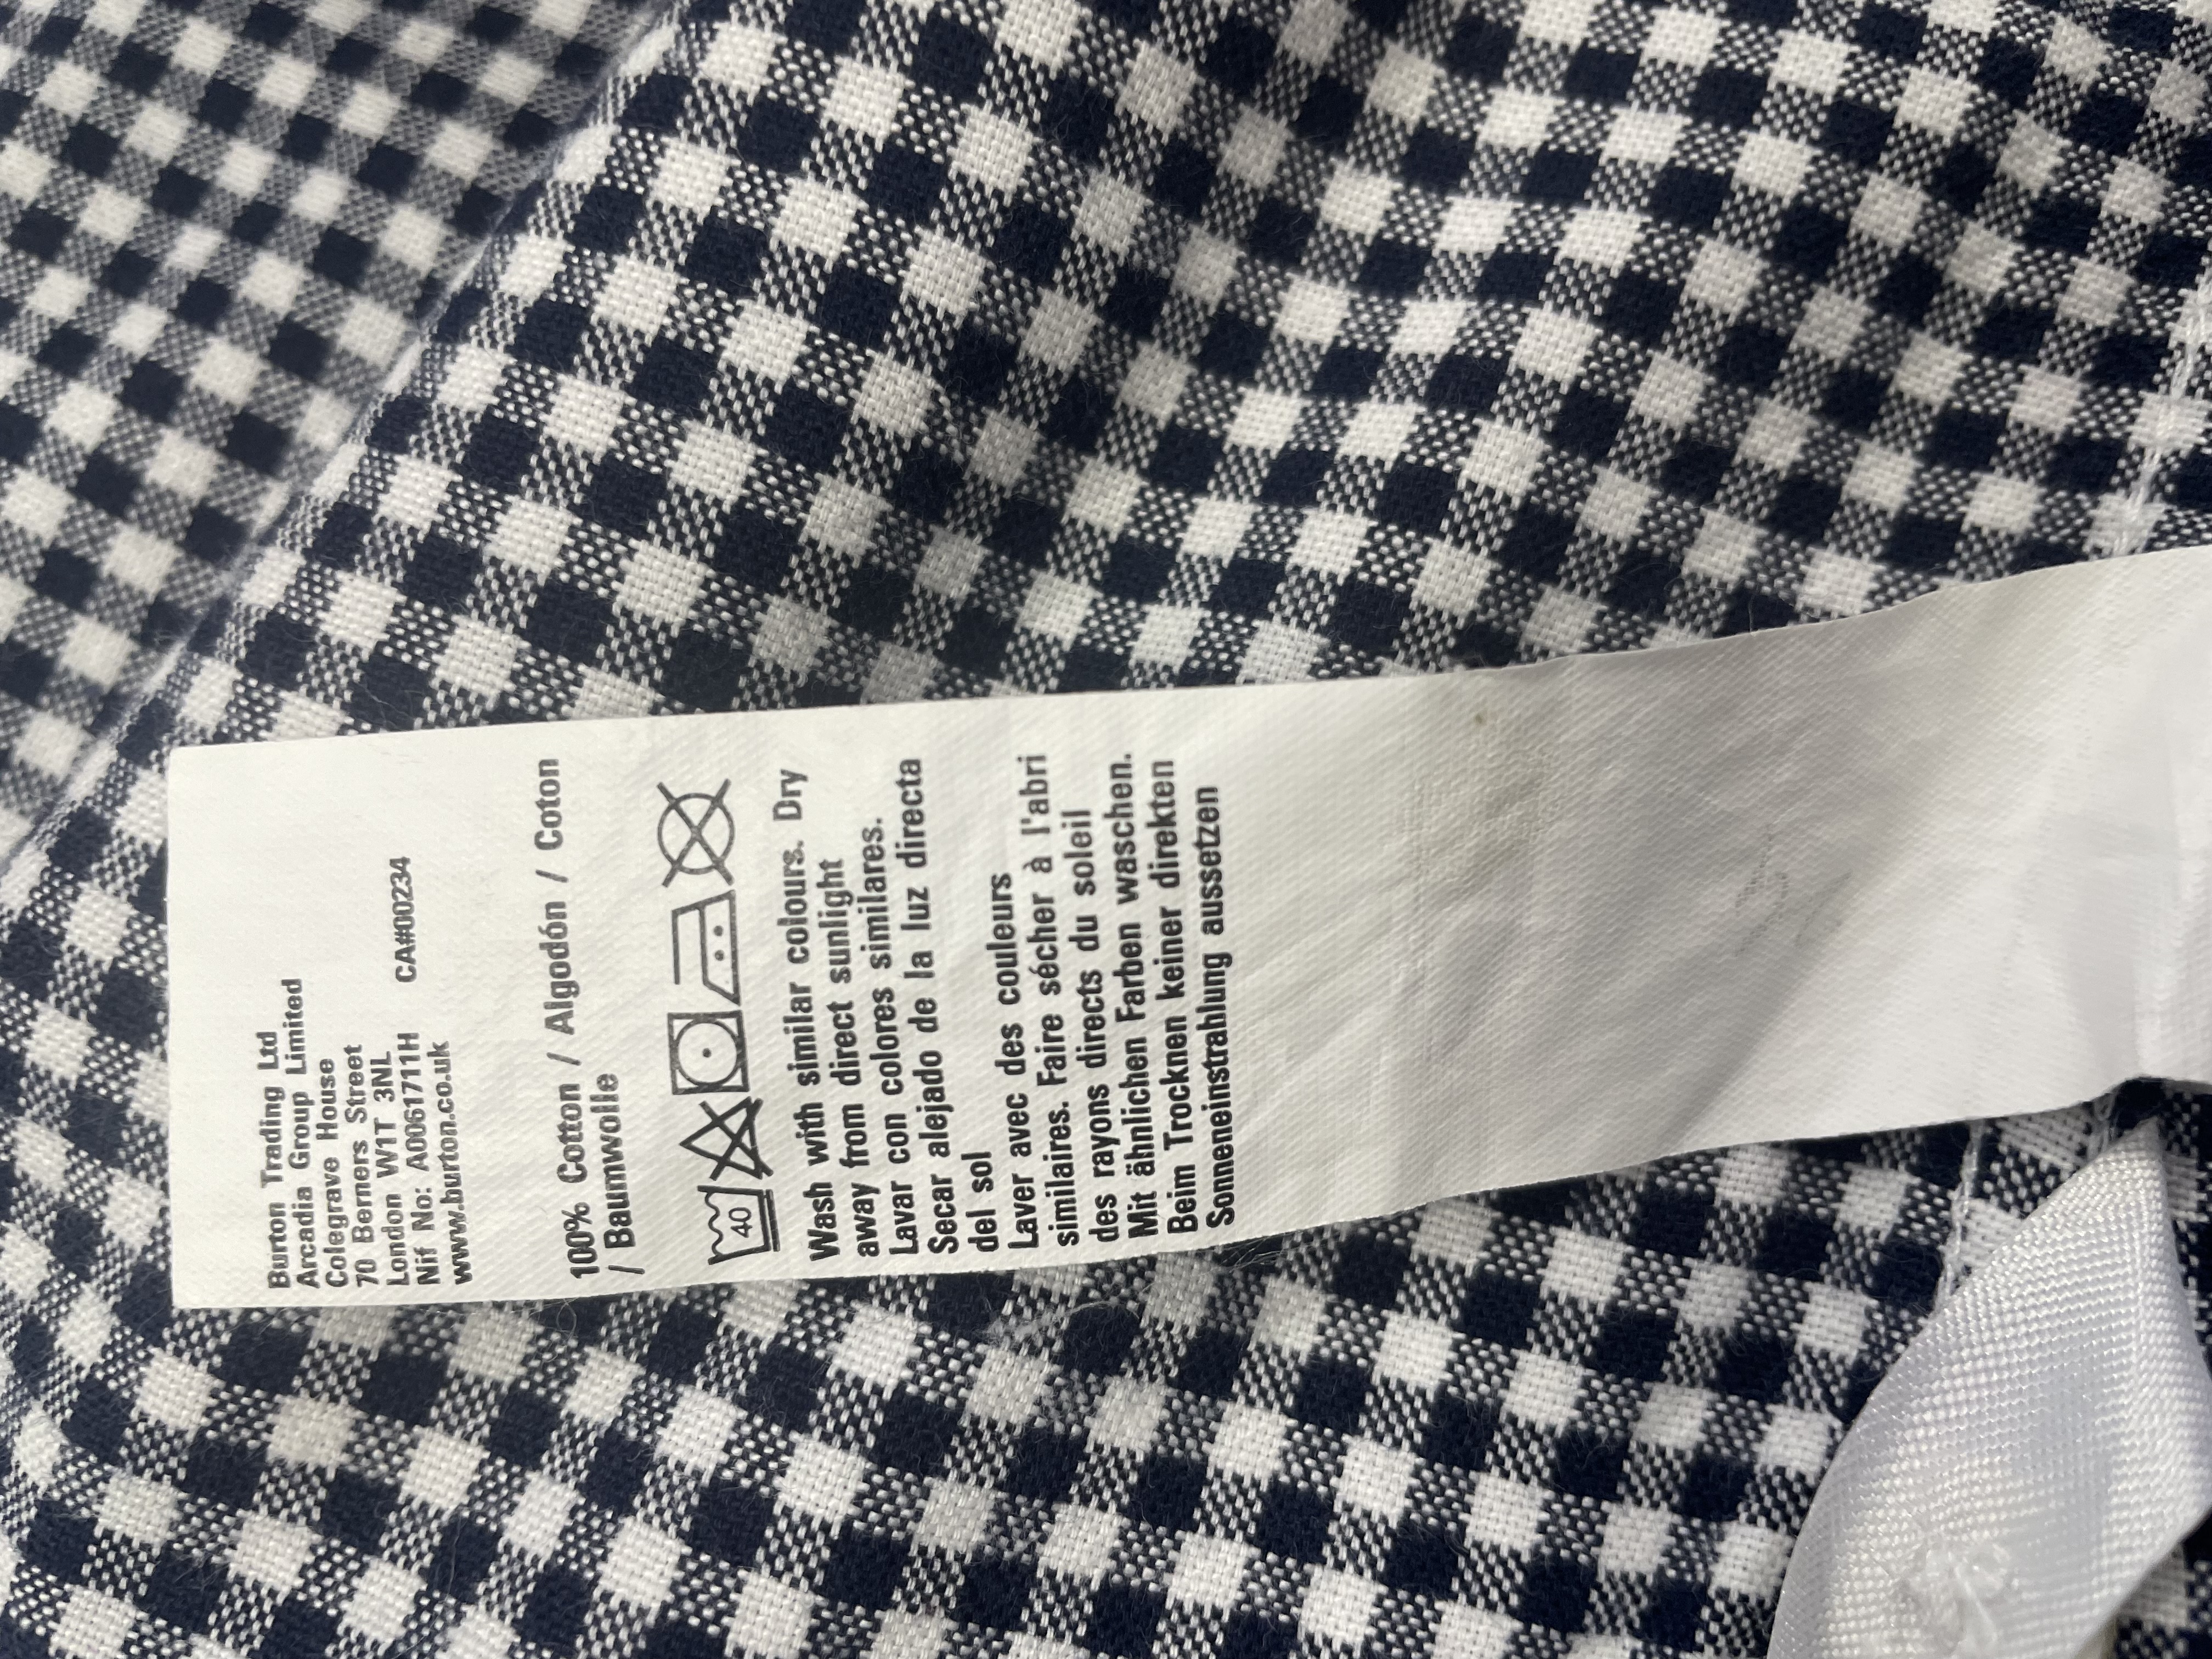 Burton Trading Ltd
Arcadia Group Limited
Colegrave House
70 Berners Street
London W1T 3NL
Nif No: A0061711H CA#00234
www.burton.co.uk
100% Cotton / Algodón / Coton
/ Baumwolle
40
Wash with similar colours. Dry
away from direct sunlight
Lavar con colores similares.
Secar alejado de la luz directa
del sol
Laver avec des couleurs
similaires. Faire sécher à l'abri
des rayons directs du soleil
Mit ähnlichen Farben waschen.
Beim Trocknen keiner direkten
Sonneneinstrahlung aussetzen